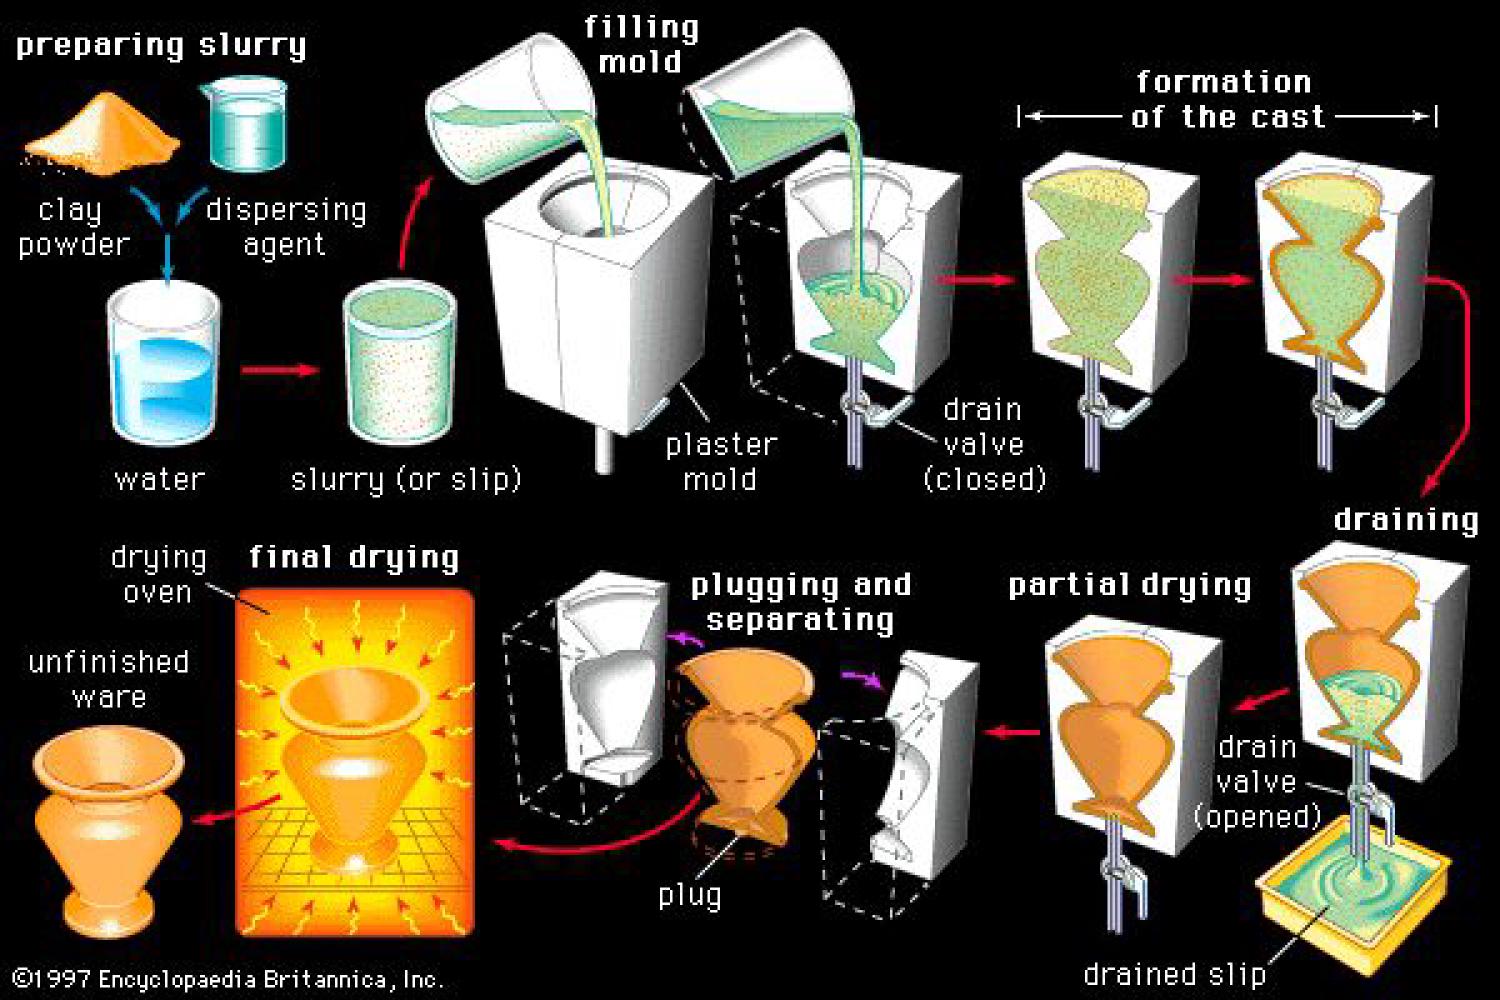 preparing slurry
clay
powder
dispersing
agent
water
slurry (or slip)
filling
mold
plaster
mold
drain
valve
(closed)
formation
of the cast
draining
drain
valve
(opened)
drained slip
partial drying
plugging and
separating
plug
final drying
drying
oven
unfinished
ware
©1997 Encyclopaedia Britannica, Inc.